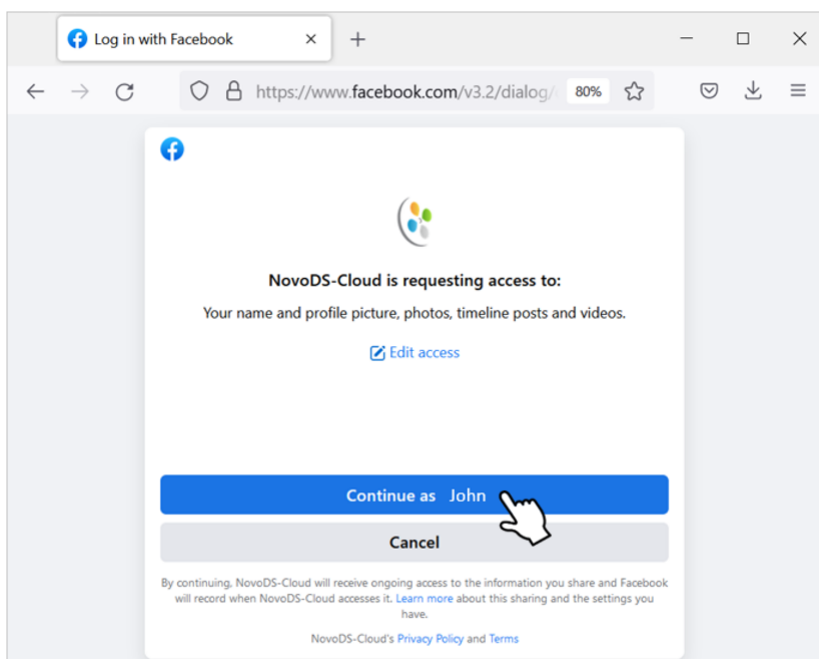 Log in with Facebook
https://www.facebook.com/v3.2/dialog/
80%
NovoDS-Cloud is requesting access to:
Your name and profile picture, photos, timeline posts and videos.
Edit access
Continue as John
Cancel
By continuing, NovoDS-Cloud will receive ongoing access to the information you share and Facebook
will record when NovoDS-Cloud accesses it. Learn more about this sharing and the settings you
have.
NovoDS-Cloud's Privacy Policy and Terms